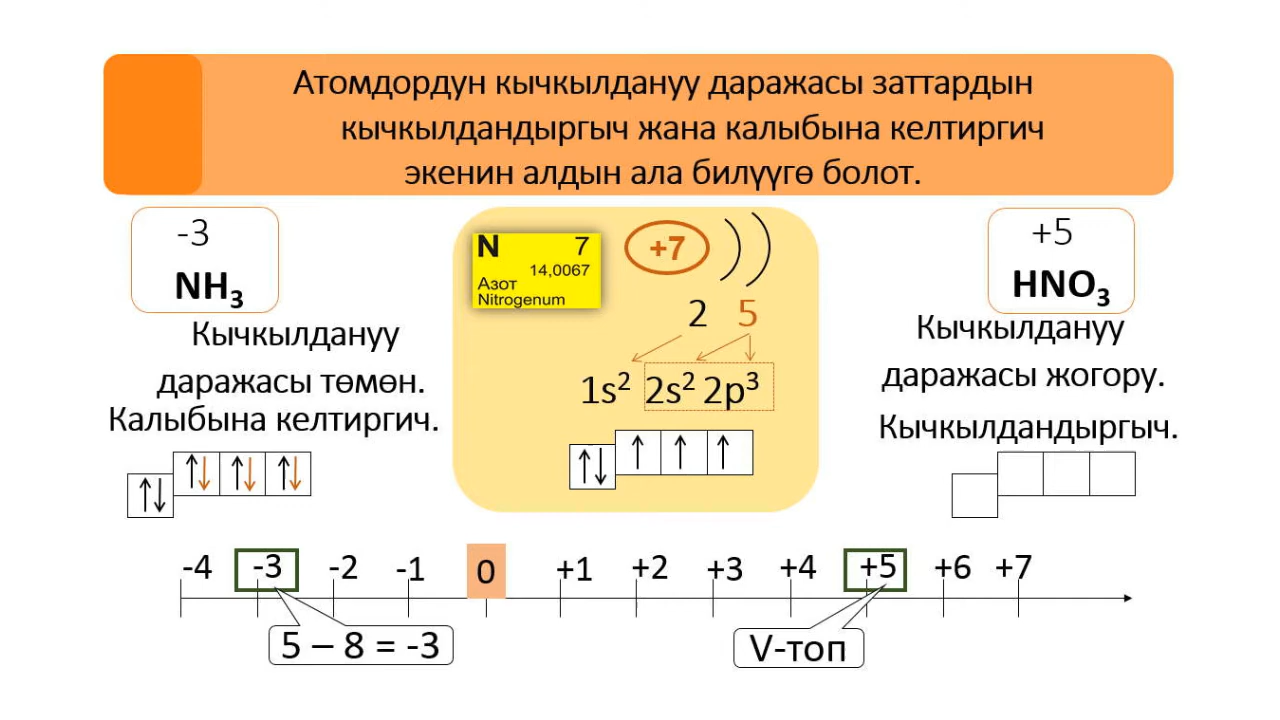 Атомдордун кычкылдануу даражасы заттардын
кычкылдандыргыч жана калыбына келтиргич
экенин алдын ала билүүгө болот.
-3
NH₃
Кычкылдануу
даражасы төмөн.
Калыбына келтиргич.
N 7
14,0067
Азот
Nitrogenum
+7
2 5
1s² 2s² 2p³
+5
HNO₃
Кычкылдануу
даражасы жогору.
Кычкылдандыргыч.
-4 -3 -2 -1 0 +1 +2 +3 +4 +5 +6 +7
5 – 8 = -3
V-топ